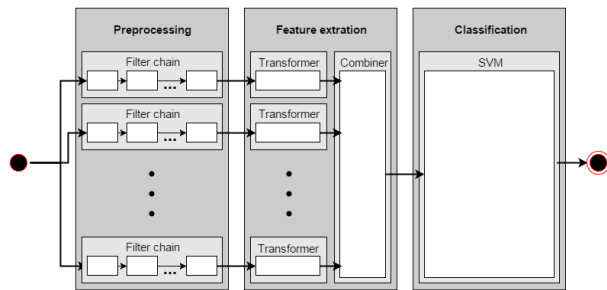 Preprocessing
Feature extration
Classification
Filter chain
Transformer
Combiner
SVM
...
Filter chain
Transformer
...
Filter chain
Transformer
...